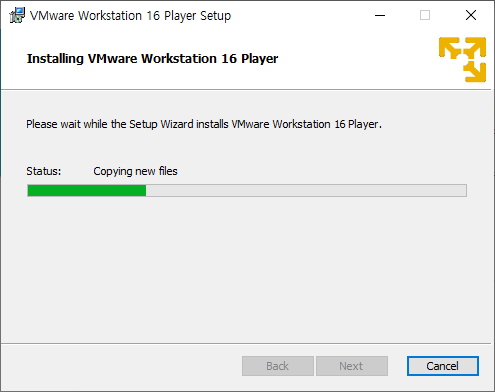 VMware Workstation 16 Player Setup
Installing VMware Workstation 16 Player
Please wait while the Setup Wizard installs VMware Workstation 16 Player.
Status: Copying new files
Back Next Cancel